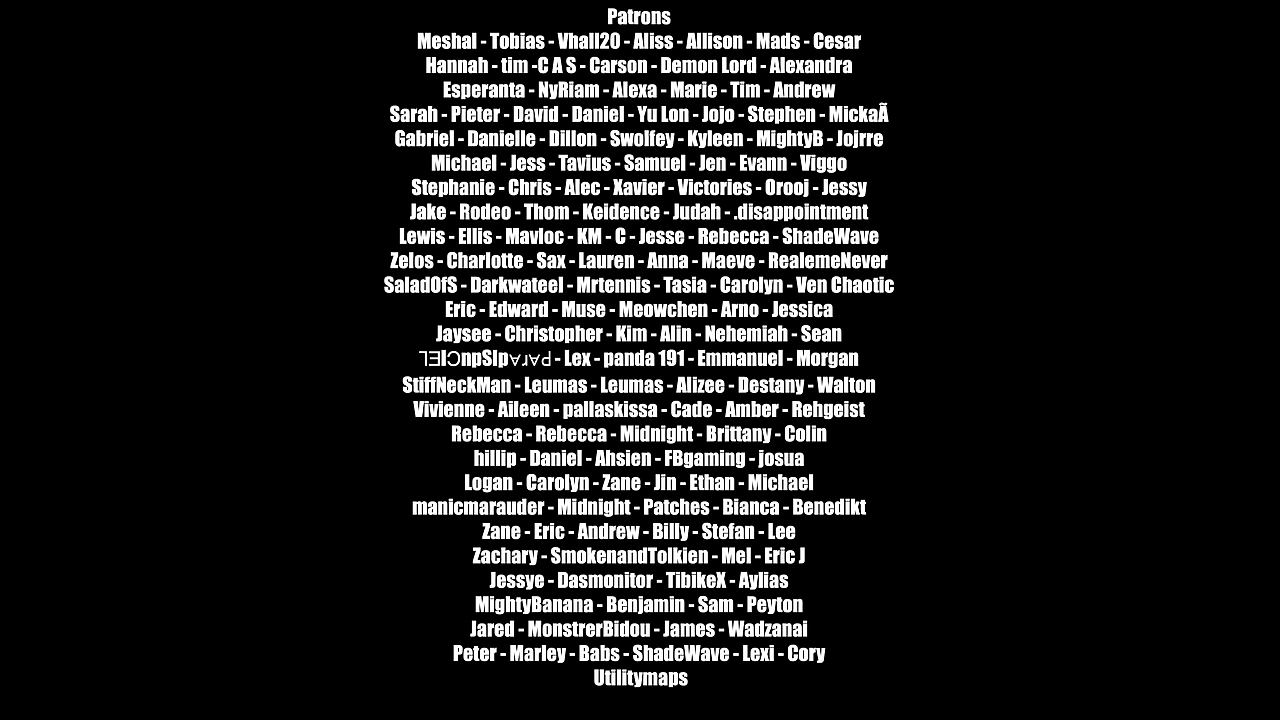 Patrons
Meshal - Tobias - Vhall20 - Aliss - Allison - Mads - Cesar
Hannah - tim -C A S - Carson - Demon Lord - Alexandra
Esperanta - NyRiam - Alexa - Marie - Tim - Andrew
Sarah - Pieter - David - Daniel - Yu Lon - Jojo - Stephen - MickaÃ
Gabriel - Danielle - Dillon - Swolfey - Kyleen - MightyB - Jojrre
Michael - Jess - Tavius - Samuel - Jen - Evann - Viggo
Stephanie - Chris - Alec - Xavier - Victories - Orooj - Jessy
Jake - Rodeo - Thom - Keidence - Judah - .disappointment
Lewis - Ellis - Mavloc - KM - C - Jesse - Rebecca - ShadeWave
Zelos - Charlotte - Sax - Lauren - Anna - Maeve - RealemeNever
SaladOfS - Darkwateel - Mrtennis - Tasia - Carolyn - Ven Chaotic
Eric - Edward - Muse - Meowchen - Arno - Jessica
Jaysee - Christopher - Kim - Alin - Nehemiah - Sean
⅂ƎIƆnpSIp∀ɹ∀Ԁ - Lex - panda 191 - Emmanuel - Morgan
StiffNeckMan - Leumas - Leumas - Alizee - Destany - Walton
Vivienne - Aileen - pallaskissa - Cade - Amber - Rehgeist
Rebecca - Rebecca - Midnight - Brittany - Colin
hillip - Daniel - Ahsien - FBgaming - josua
Logan - Carolyn - Zane - Jin - Ethan - Michael
manicmarauder - Midnight - Patches - Bianca - Benedikt
Zane - Eric - Andrew - Billy - Stefan - Lee
Zachary - SmokenandTolkien - Mel - Eric J
Jessye - Dasmonitor - TibikeX - Aylias
MightyBanana - Benjamin - Sam - Peyton
Jared - MonstrerBidou - James - Wadzanai
Peter - Marley - Babs - ShadeWave - Lexi - Cory
Utilitymaps